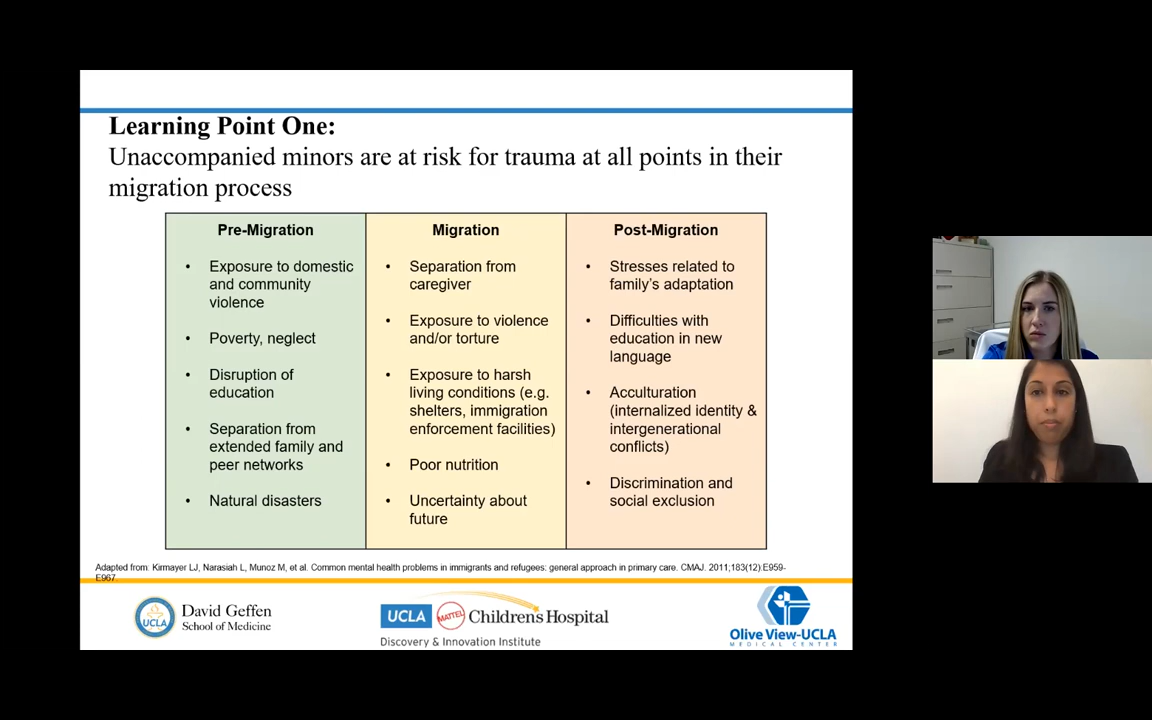 Learning Point One:
Unaccompanied minors are at risk for trauma at all points in their
migration process
Pre-Migration
• Exposure to domestic
and community
violence
• Poverty, neglect
• Disruption of
education
• Separation from
extended family and
peer networks
• Natural disasters
Migration
• Separation from
caregiver
• Exposure to violence
and/or torture
• Exposure to harsh
living conditions (e.g.
shelters, immigration
enforcement facilities)
• Poor nutrition
• Uncertainty about
future
Post-Migration
• Stresses related to
family's adaptation
• Difficulties with
education in new
language
• Acculturation
(internalized identity &
intergenerational
conflicts)
• Discrimination and
social exclusion
Adapted from: Kirmayer LJ, Narasiah L, Munoz M, et al. Common mental health problems in immigrants and refugees: general approach in primary care. CMAJ. 2011;183(12):E959-
E967.
UCLA
David Geffen
School of Medicine
UCLA MATTEL Children's Hospital
Discovery & Innovation Institute
Olive View-UCLA
MEDICAL CENTER